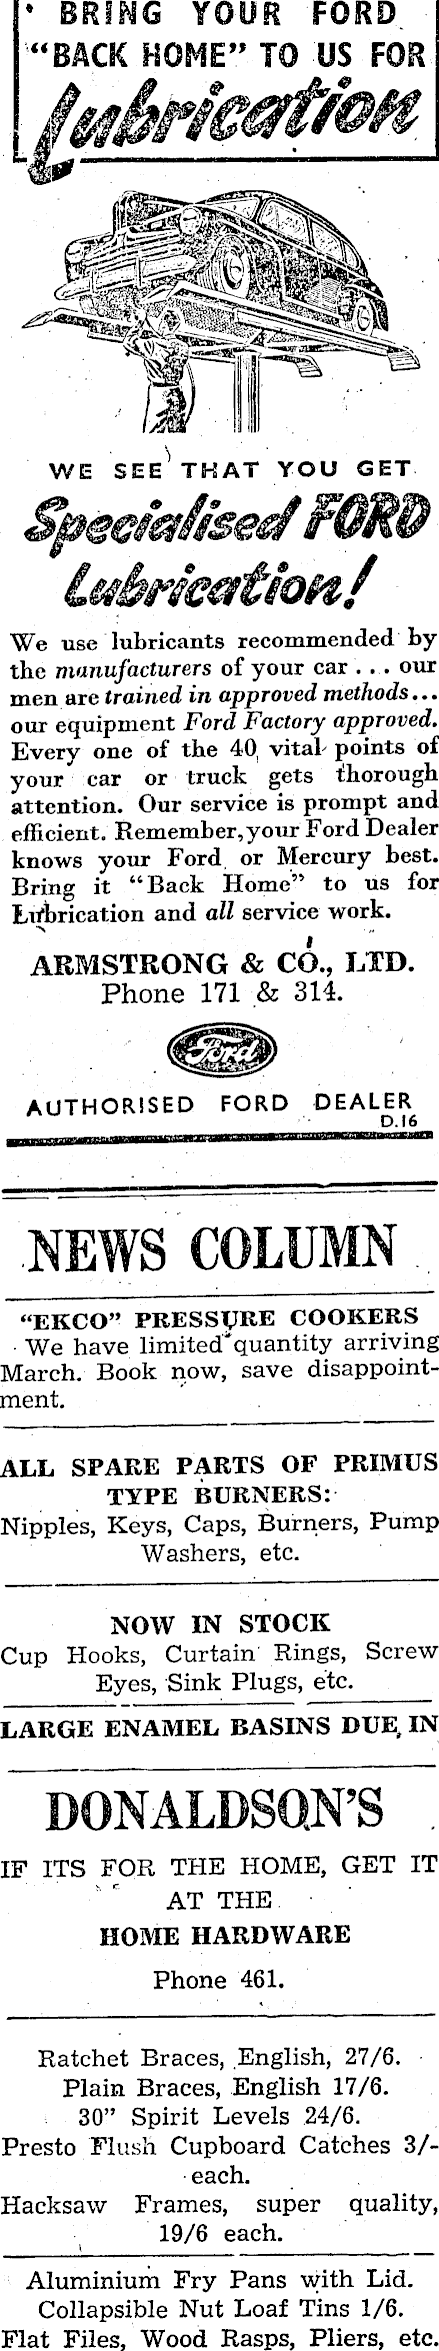 BRING YOUR FORD
“BACK HOME” TO US FOR
Lubrication
WE SEE THAT YOU GET
Specialised FORD
Lubrication!
We use lubricants recommended by
the manufacturers of your car . . . our
men are trained in approved methods...
our equipment Ford Factory approved.
Every one of the 40 vital points of
your car or truck gets thorough
attention. Our service is prompt and
efficient. Remember, your Ford Dealer
knows your Ford or Mercury best.
Bring it “Back Home” to us for
Lubrication and all service work.
ARMSTRONG & CO., LTD.
Phone 171 & 314.
Ford
AUTHORISED FORD DEALER
D.16
NEWS COLUMN
“EKCO” PRESSURE COOKERS
We have limited quantity arriving
March. Book now, save disappoint-
ment.
ALL SPARE PARTS OF PRIMUS
TYPE BURNERS:
Nipples, Keys, Caps, Burners, Pump
Washers, etc.
NOW IN STOCK
Cup Hooks, Curtain Rings, Screw
Eyes, Sink Plugs, etc.
LARGE ENAMEL BASINS DUE IN
DONALDSON’S
IF ITS FOR THE HOME, GET IT
AT THE
HOME HARDWARE
Phone 461.
Ratchet Braces, English, 27/6.
Plain Braces, English 17/6.
30” Spirit Levels 24/6.
Presto Flush Cupboard Catches 3/-
each.
Hacksaw Frames, super quality,
19/6 each.
Aluminium Fry Pans with Lid.
Collapsible Nut Loaf Tins 1/6.
Flat Files, Wood Rasps, Pliers, etc.